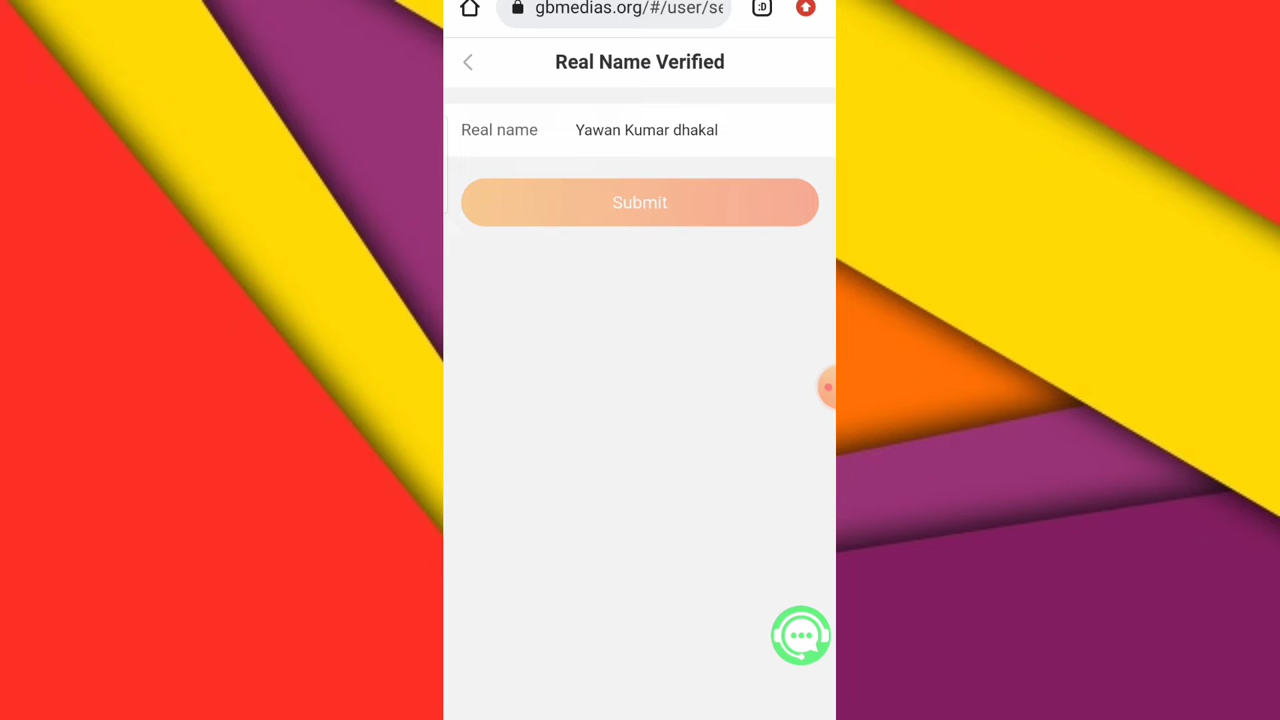 gbmedias.org/#/user/se
:D
Real Name Verified
Real name Yawan Kumar dhakal
Submit